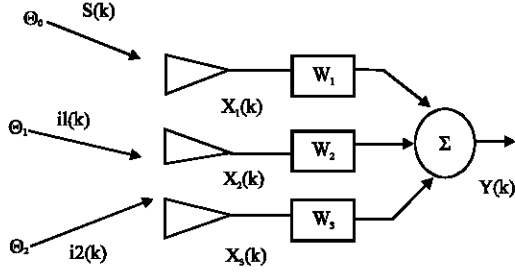 S(k)
Θ₀
W₁
X₁(k)
Θ₁
i1(k)
W₂
Σ
X₂(k)
Y(k)
W₃
Θ₂
i2(k)
X₃(k)